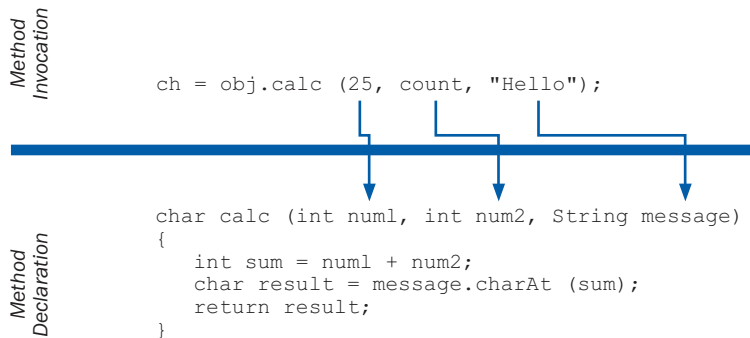 Method
Invocation
ch = obj.calc (25, count, "Hello");
char calc (int num1, int num2, String message)
{
int sum = num1 + num2;
char result = message.charAt (sum);
return result;
}
Method
Declaration